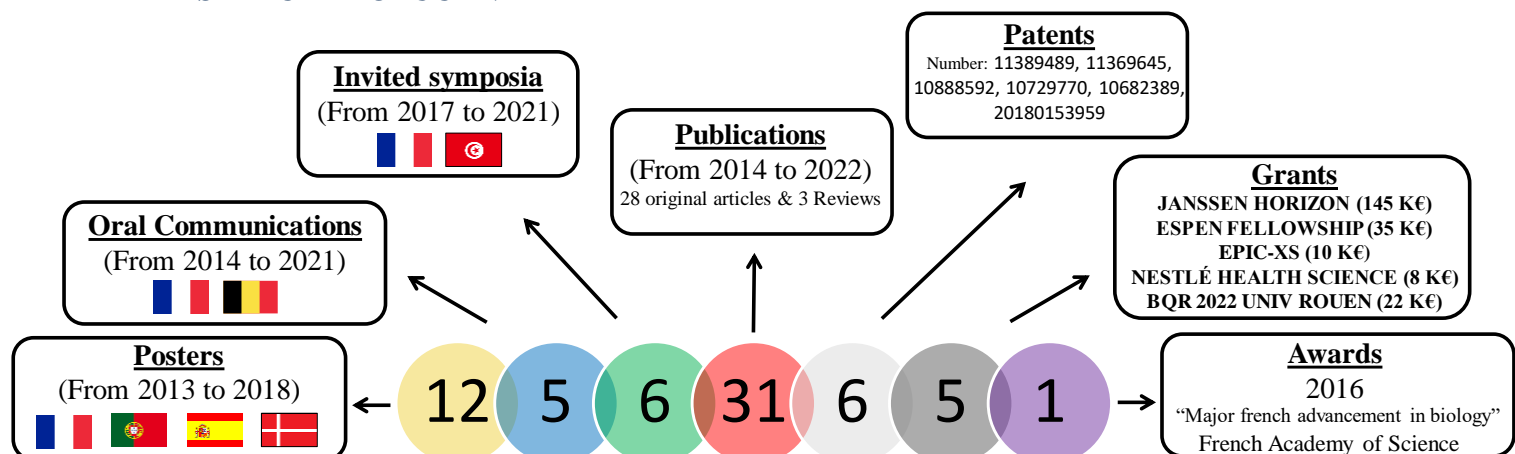 Patents
Number: 11389489, 11369645,
10888592, 10729770, 10682389,
20180153959
Invited symposia
(From 2017 to 2021)
Publications
(From 2014 to 2022)
28 original articles & 3 Reviews
Grants
JANSSEN HORIZON (145 K€)
ESPEN FELLOWSHIP (35 K€)
EPIC-XS (10 K€)
NESTLÉ HEALTH SCIENCE (8 K€)
BQR 2022 UNIV ROUEN (22 K€)
Oral Communications
(From 2014 to 2021)
Posters
(From 2013 to 2018)
12 5 6 31 6 5 1
Awards
2016
“Major french advancement in biology”
French Academy of Science